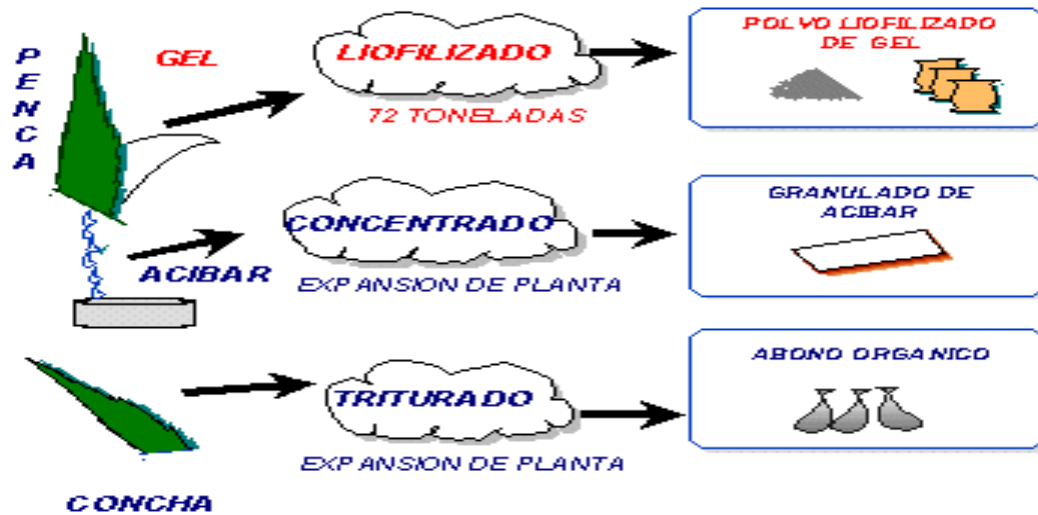 PENCA
GEL
LIOFILIZADO
72 TONELADAS
POLVO LIOFILIZADO
DE GEL
ACIBAR
CONCENTRADO
EXPANSION DE PLANTA
GRANULADO DE
ACIBAR
CONCHA
TRITURADO
EXPANSION DE PLANTA
ABONO ORGANICO